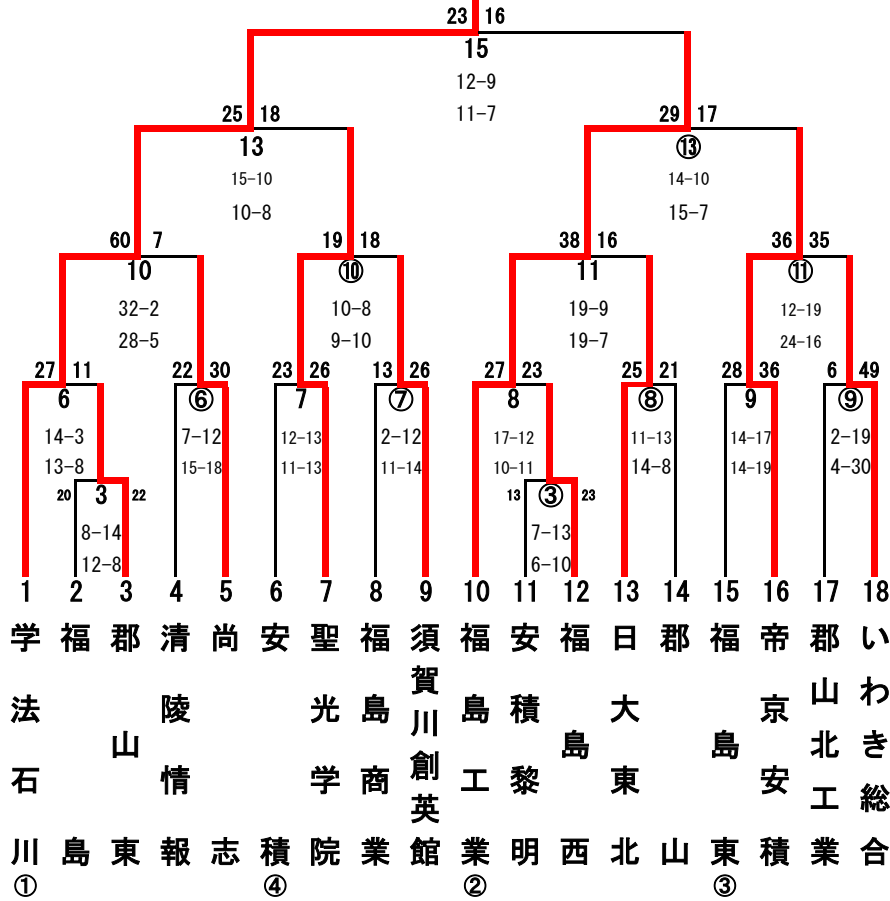 23 16
15
12-9
11-7
25 18 29 17
13 ⑬
15-10 14-10
10-8 15-7
60 7 19 18 38 16 36 35
10 ⑩ 11 ⑪
32-2 10-8 19-9 12-19
28-5 9-10 19-7 24-16
27 11 22 30 23 26 13 26 27 23 25 21 28 36 6 49
6 ⑥ 7 ⑦ 8 ⑧ 9 ⑨
14-3 7-12 12-13 2-12 17-12 11-13 14-17 2-19
13-8 15-18 11-13 11-14 10-11 14-8 14-19 4-30
20 3 22 13 ③ 23
8-14 7-13
12-8 6-10
1 2 3 4 5 6 7 8 9 10 11 12 13 14 15 16 17 18
学法石川
福島
郡山東
清陵情報
尚志
安積
聖光学院
福島商業
須賀川創英館
福島工業
安積黎明
福島西
日大東北
郡山
福島東
帝京安積
郡山北工業
いわき総合
① ④ ② ③